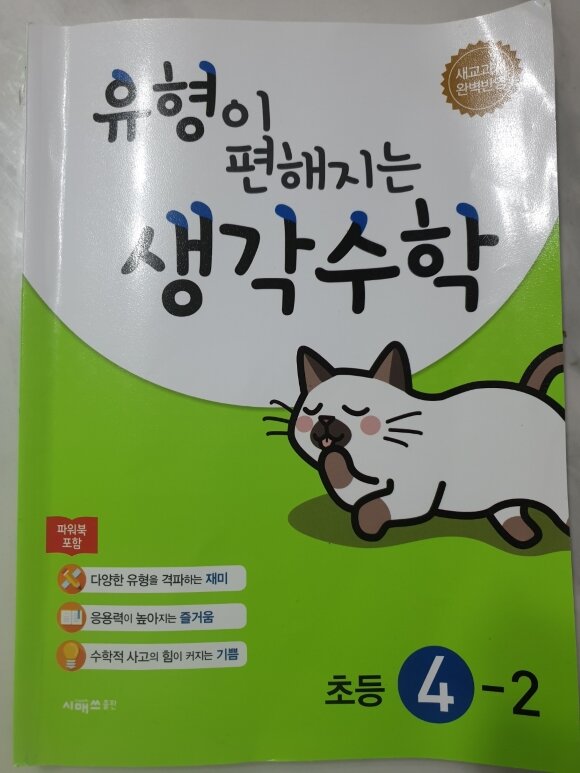 새교과
완벽반영
유형이
편해지는
생각수학
파워북
포함
다양한 유형을 격파하는 재미
응용력이 높아지는 즐거움
수학적 사고의 힘이 커지는 기쁨
시매쓰출판
초등 4-2